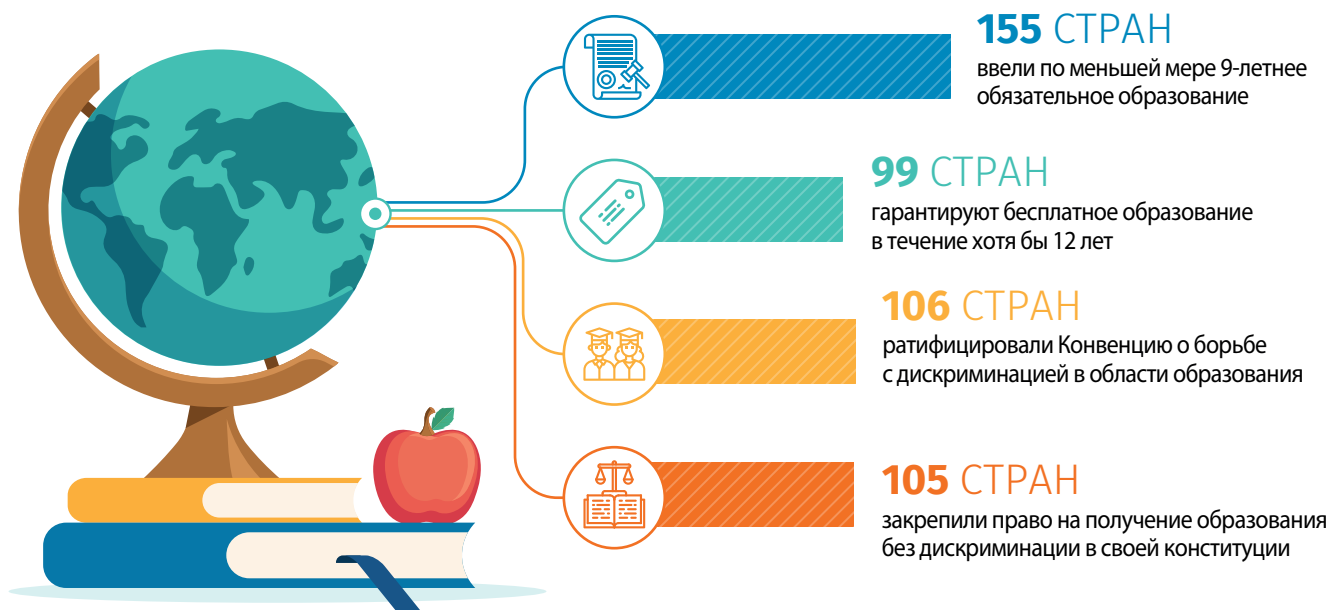 155 СТРАН
ввели по меньшей мере 9-летнее
обязательное образование
99 СТРАН
гарантируют бесплатное образование
в течение хотя бы 12 лет
106 СТРАН
ратифицировали Конвенцию о борьбе
с дискриминацией в области образования
105 СТРАН
закрепили право на получение образования
без дискриминации в своей конституции